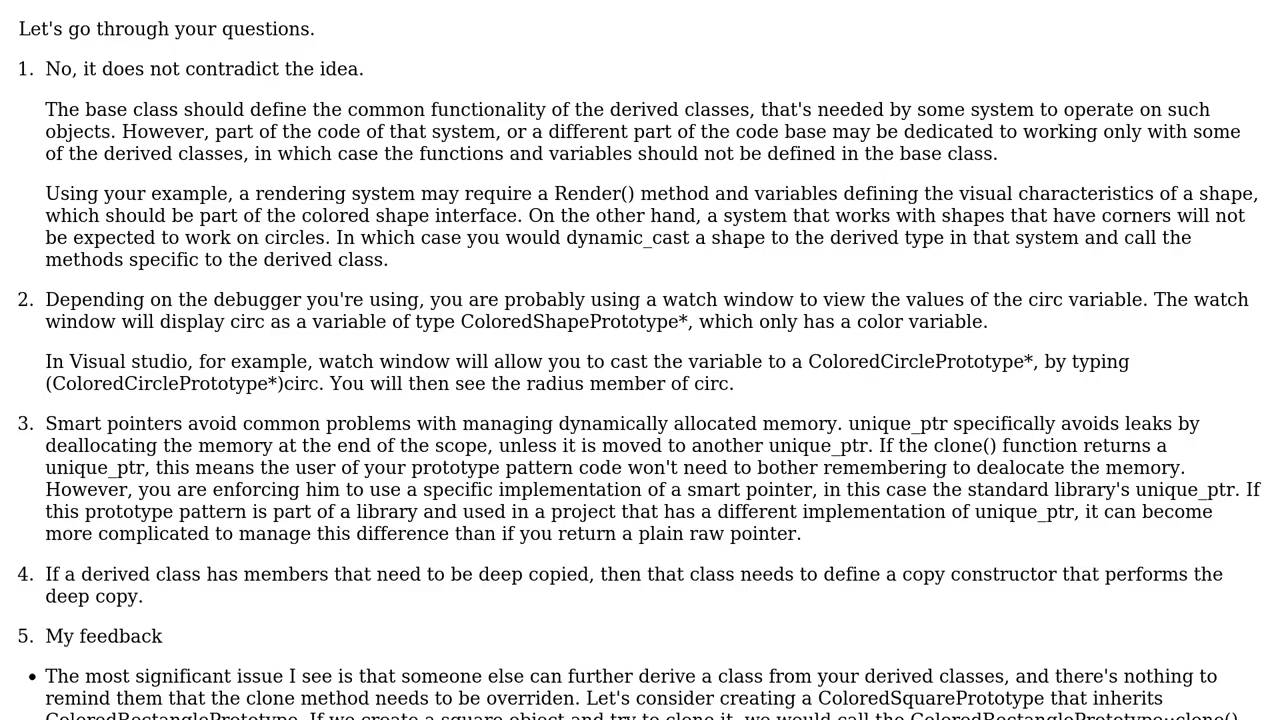 Let's go through your questions.
1. No, it does not contradict the idea.
The base class should define the common functionality of the derived classes, that's needed by some system to operate on such
objects. However, part of the code of that system, or a different part of the code base may be dedicated to working only with some
of the derived classes, in which case the functions and variables should not be defined in the base class.
Using your example, a rendering system may require a Render() method and variables defining the visual characteristics of a shape,
which should be part of the colored shape interface. On the other hand, a system that works with shapes that have corners will not
be expected to work on circles. In which case you would dynamic_cast a shape to the derived type in that system and call the
methods specific to the derived class.
2. Depending on the debugger you're using, you are probably using a watch window to view the values of the circ variable. The watch
window will display circ as a variable of type ColoredShapePrototype*, which only has a color variable.
In Visual studio, for example, watch window will allow you to cast the variable to a ColoredCirclePrototype*, by typing
(ColoredCirclePrototype*)circ. You will then see the radius member of circ.
3. Smart pointers avoid common problems with managing dynamically allocated memory. unique_ptr specifically avoids leaks by
deallocating the memory at the end of the scope, unless it is moved to another unique_ptr. If the clone() function returns a
unique_ptr, this means the user of your prototype pattern code won't need to bother remembering to dealocate the memory.
However, you are enforcing him to use a specific implementation of a smart pointer, in this case the standard library's unique_ptr. If
this prototype pattern is part of a library and used in a project that has a different implementation of unique_ptr, it can become
more complicated to manage this difference than if you return a plain raw pointer.
4. If a derived class has members that need to be deep copied, then that class needs to define a copy constructor that performs the
deep copy.
5. My feedback
• The most significant issue I see is that someone else can further derive a class from your derived classes, and there's nothing to
remind them that the clone method needs to be overriden. Let's consider creating a ColoredSquarePrototype that inherits
ColoredRectanglePrototype. If we create a square object and try to clone it, we would call the ColoredRectanglePrototype::clone()